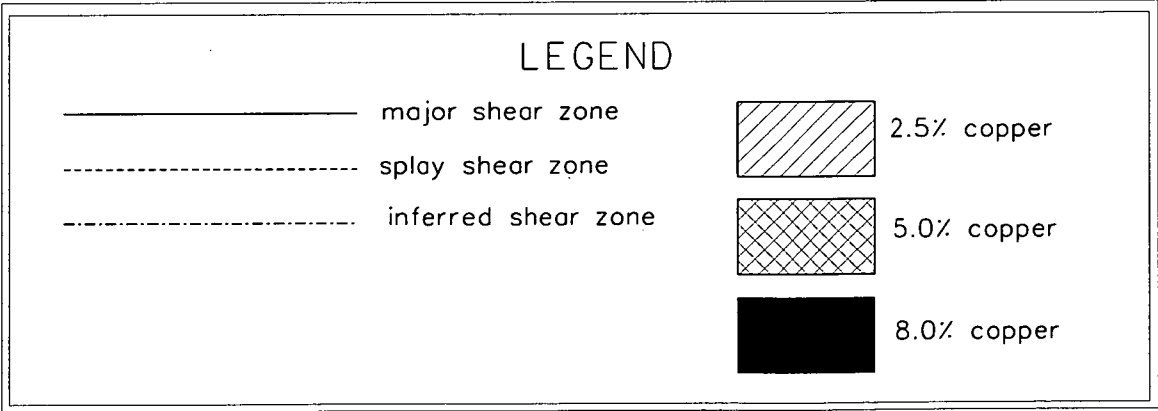 LEGEND
major shear zone
splay shear zone
inferred shear zone
2.5% copper
5.0% copper
8.0% copper